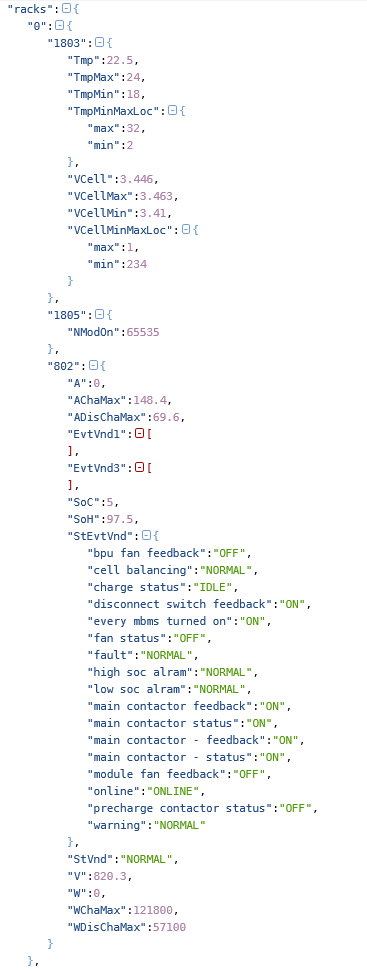 "racks":{
"0":{
"1803":{
"Tmp":22.5,
"TmpMax":24,
"TmpMin":18,
"TmpMinMaxLoc":{
"max":32,
"min":2
},
"VCell":3.446,
"VCellMax":3.463,
"VCellMin":3.41,
"VCellMinMaxLoc":{
"max":1,
"min":234
}
},
"1805":{
"NModOn":65535
},
"802":{
"A":0,
"AChaMax":148.4,
"ADisChaMax":69.6,
"EvtVnd1":[
],
"EvtVnd3":[
],
"SoC":5,
"SoH":97.5,
"StEvtVnd":{
"bpu fan feedback":"OFF",
"cell balancing":"NORMAL",
"charge status":"IDLE",
"disconnect switch feedback":"ON",
"every mbms turned on":"ON",
"fan status":"OFF",
"fault":"NORMAL",
"high soc alram":"NORMAL",
"low soc alram":"NORMAL",
"main contactor feedback":"ON",
"main contactor status":"ON",
"main contactor - feedback":"ON",
"main contactor - status":"ON",
"module fan feedback":"OFF",
"online":"ONLINE",
"precharge contactor status":"OFF",
"warning":"NORMAL"
},
"StVnd":"NORMAL",
"V":820.3,
"W":0,
"WChaMax":121800,
"WDisChaMax":57100
}
},